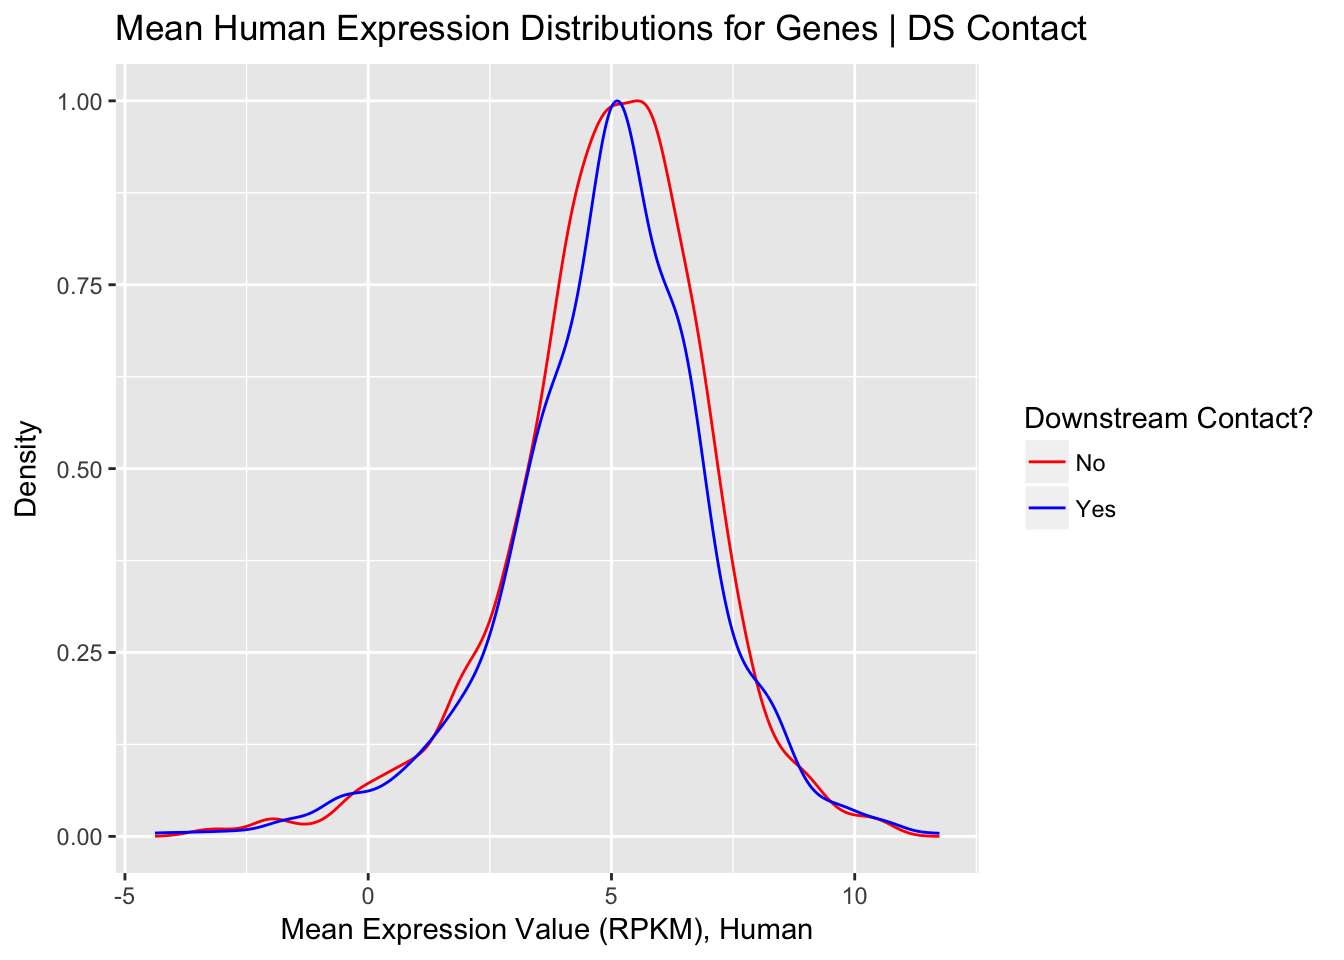 Mean Human Expression Distributions for Genes | DS Contact
1.00
0.75
0.50
0.25
0.00
Density
-5
0
5
10
Mean Expression Value (RPKM), Human
Downstream Contact?
No
Yes